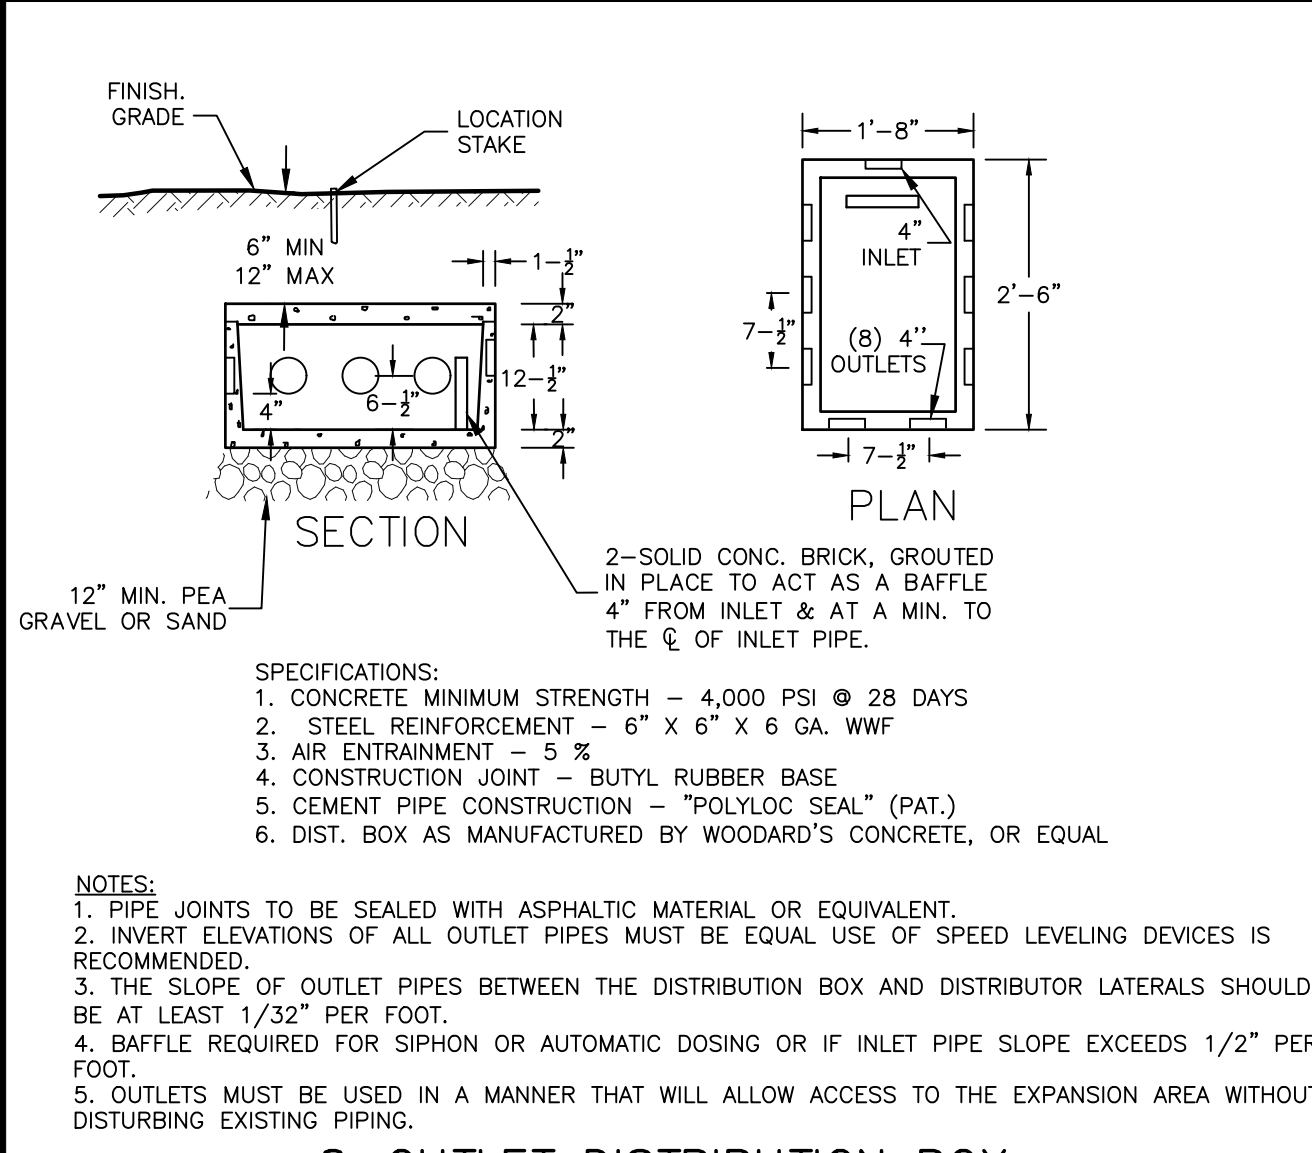 FINISH.
GRADE
LOCATION
STAKE
6" MIN
12" MAX
1-1/2"
2"
12-1/2"
6-1/2"
4"
2"
SECTION
12" MIN. PEA
GRAVEL OR SAND
1'-8"
4"
INLET
2'-6"
7-1/2"
(8) 4''
OUTLETS
7-1/2"
PLAN
2-SOLID CONC. BRICK, GROUTED
IN PLACE TO ACT AS A BAFFLE
4" FROM INLET & AT A MIN. TO
THE ℄ OF INLET PIPE.
SPECIFICATIONS:
1. CONCRETE MINIMUM STRENGTH - 4,000 PSI @ 28 DAYS
2. STEEL REINFORCEMENT - 6" X 6" X 6 GA. WWF
3. AIR ENTRAINMENT - 5 %
4. CONSTRUCTION JOINT - BUTYL RUBBER BASE
5. CEMENT PIPE CONSTRUCTION - "POLYLOC SEAL" (PAT.)
6. DIST. BOX AS MANUFACTURED BY WOODARD'S CONCRETE, OR EQUAL
NOTES:
1. PIPE JOINTS TO BE SEALED WITH ASPHALTIC MATERIAL OR EQUIVALENT.
2. INVERT ELEVATIONS OF ALL OUTLET PIPES MUST BE EQUAL USE OF SPEED LEVELING DEVICES IS
RECOMMENDED.
3. THE SLOPE OF OUTLET PIPES BETWEEN THE DISTRIBUTION BOX AND DISTRIBUTOR LATERALS SHOULD
BE AT LEAST 1/32" PER FOOT.
4. BAFFLE REQUIRED FOR SIPHON OR AUTOMATIC DOSING OR IF INLET PIPE SLOPE EXCEEDS 1/2" PER
FOOT.
5. OUTLETS MUST BE USED IN A MANNER THAT WILL ALLOW ACCESS TO THE EXPANSION AREA WITHOUT
DISTURBING EXISTING PIPING.
OUTLET DISTRIBUTION BOX